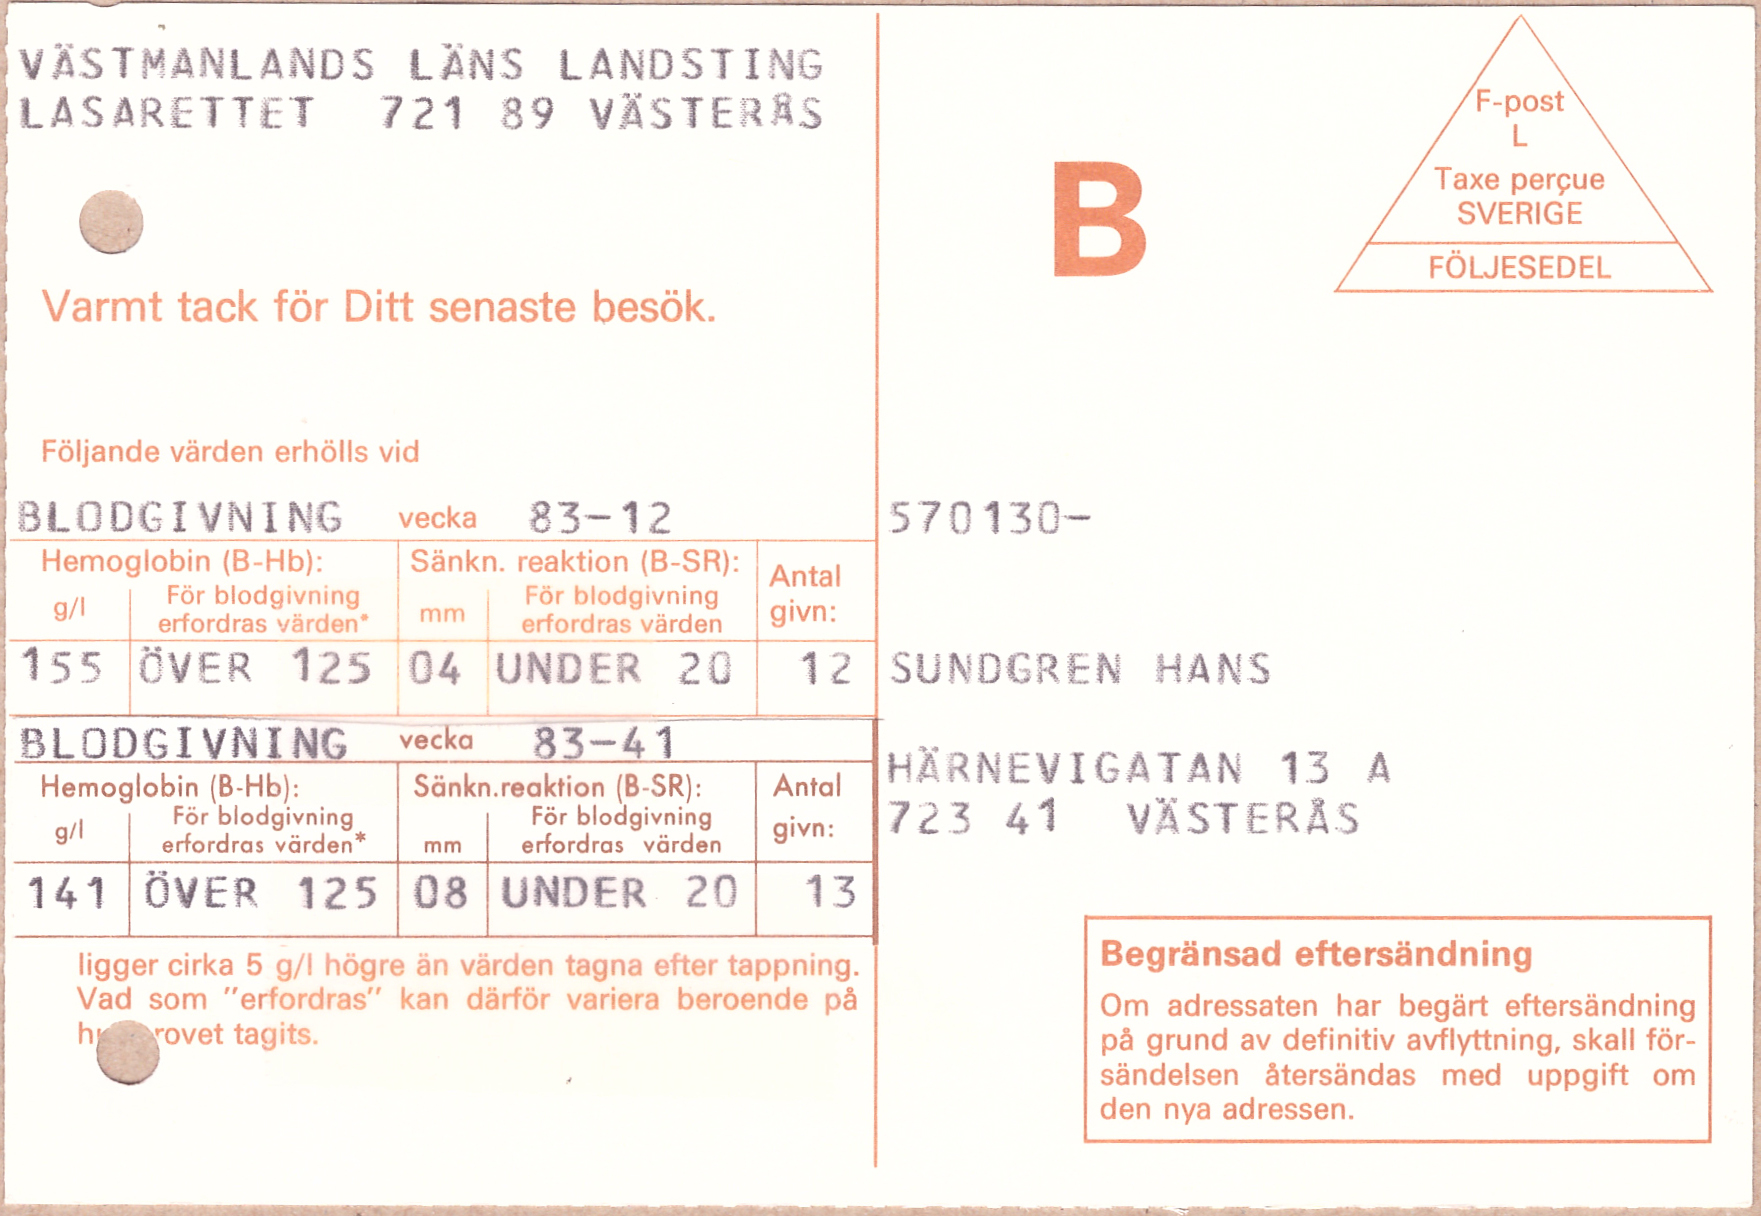 VÄSTMANLANDS LÄNS LANDSTING
LASARETTET 721 89 VÄSTERÅS
Varmt tack för Ditt senaste besök.
Följande värden erhölls vid
BLODGIVNING vecka 83-12
Hemoglobin (B-Hb): Sänkn. reaktion (B-SR): Antal givn:
g/l För blodgivning erfordras värden* mm För blodgivning erfordras värden
155 ÖVER 125 04 UNDER 20 12
BLODGIVNING vecka 83-41
Hemoglobin (B-Hb): Sänkn.reaktion (B-SR): Antal givn:
g/l För blodgivning erfordras värden* mm För blodgivning erfordras värden
141 ÖVER 125 08 UNDER 20 13
ligger cirka 5 g/l högre än värden tagna efter tappning.
Vad som "erfordras" kan därför variera beroende på
tagits.
B
F-post
L
Taxe perçue
SVERIGE
FÖLJESEDEL
570130-
SUNDGREN HANS
HÄRNEVIGATAN 13 A
723 41 VÄSTERÅS
Begränsad eftersändning
Om adressaten har begärt eftersändning
på grund av definitiv avflyttning, skall för-
sändelsen återsändas med uppgift om
den nya adressen.